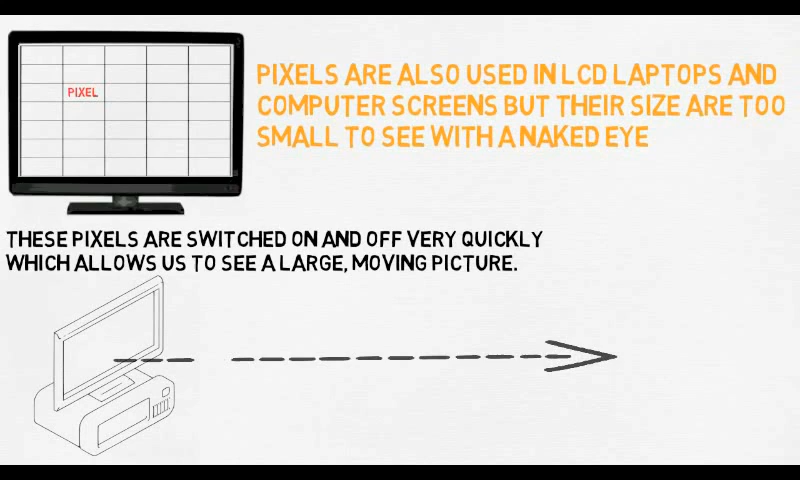 PIXEL
PIXELS ARE ALSO USED IN LCD LAPTOPS AND
COMPUTER SCREENS BUT THEIR SIZE ARE TOO
SMALL TO SEE WITH A NAKED EYE
THESE PIXELS ARE SWITCHED ON AND OFF VERY QUICKLY
WHICH ALLOWS US TO SEE A LARGE, MOVING PICTURE.